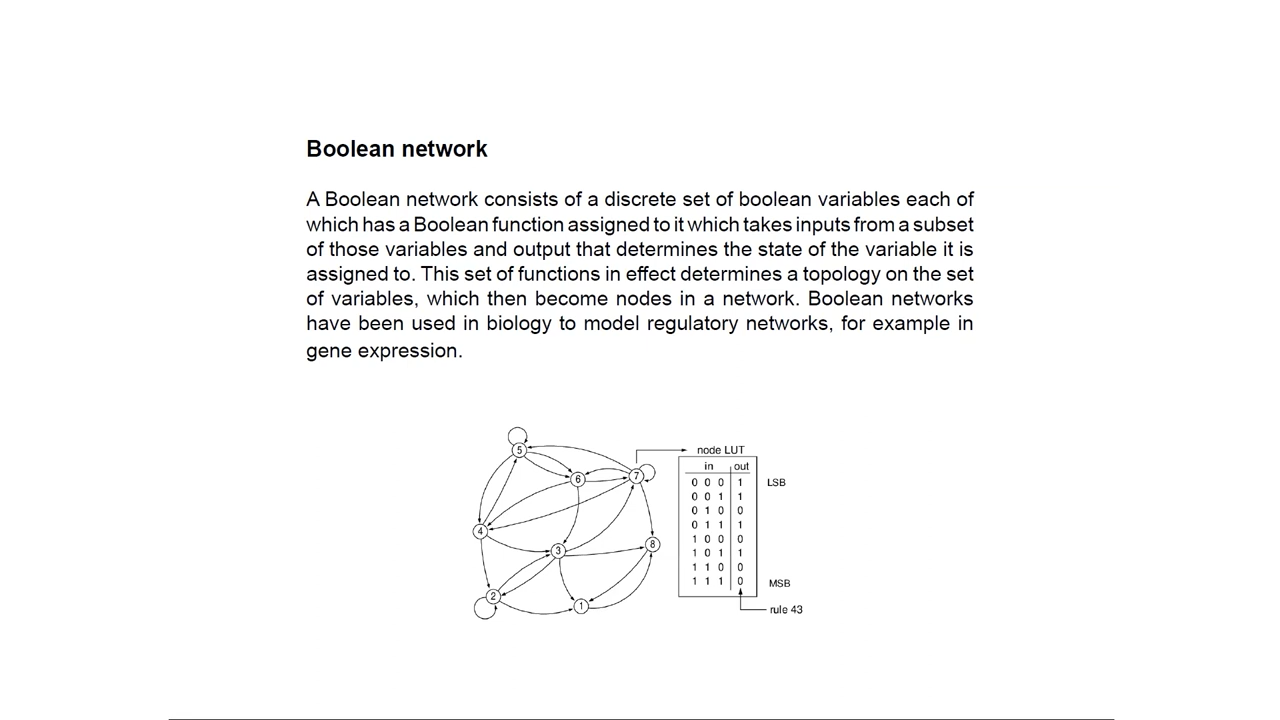 Boolean network
A Boolean network consists of a discrete set of boolean variables each of
which has a Boolean function assigned to it which takes inputs from a subset
of those variables and output that determines the state of the variable it is
assigned to. This set of functions in effect determines a topology on the set
of variables, which then become nodes in a network. Boolean networks
have been used in biology to model regulatory networks, for example in
gene expression.
5
6
7
4
3
8
2
1
node LUT
in out
0 0 0 1 LSB
0 0 1 1
0 1 0 0
0 1 1 1
1 0 0 0
1 0 1 1
1 1 0 0
1 1 1 0 MSB
rule 43